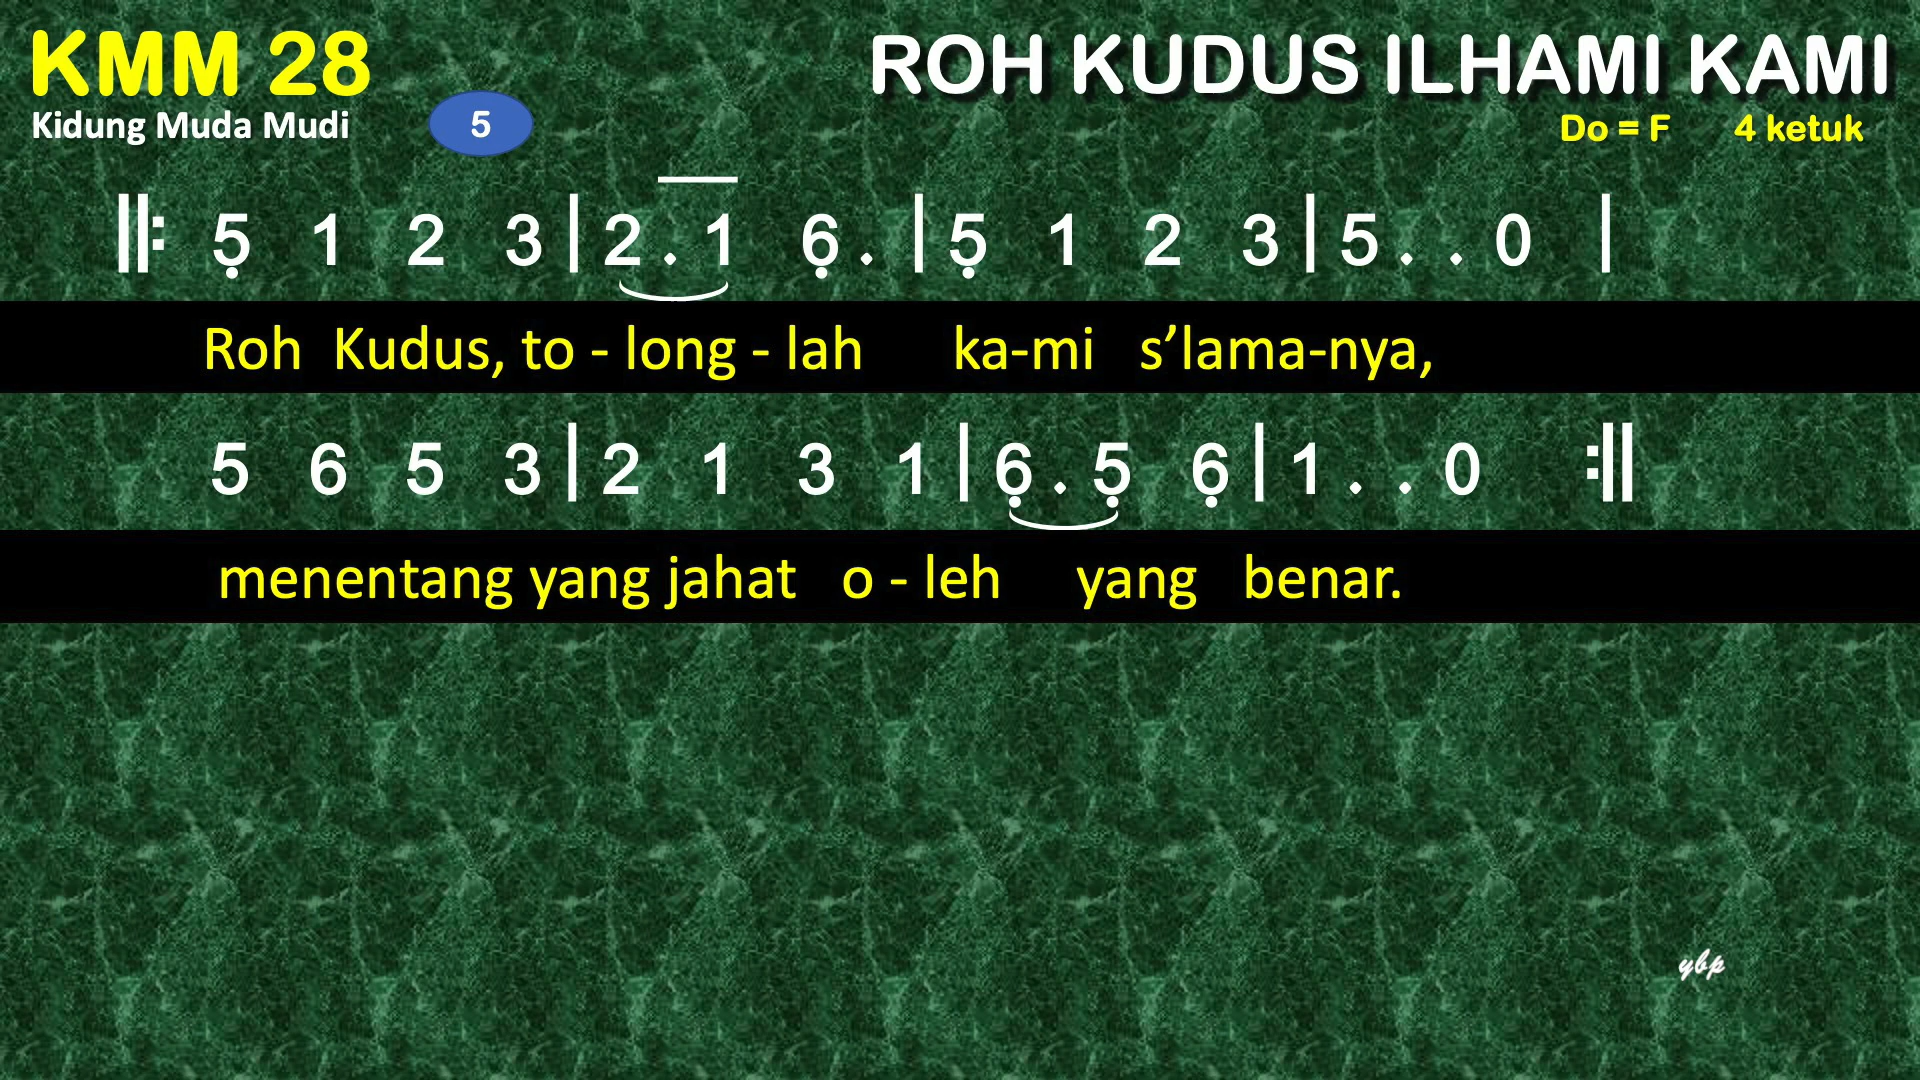 KMM 28 ROH KUDUS ILHAMI KAMI
Kidung Muda Mudi 5 Do = F 4 ketuk
‖: 5̣ 1 2 3 | 2 . 1 6̣ . | 5̣ 1 2 3 | 5 . . 0 |
Roh Kudus, to - long - lah ka-mi s’lama-nya,
5 6 5 3 | 2 1 3 1 | 6̣ . 5̣ 6̣ | 1 . . 0 :‖
menentang yang jahat o - leh yang benar.
ybp